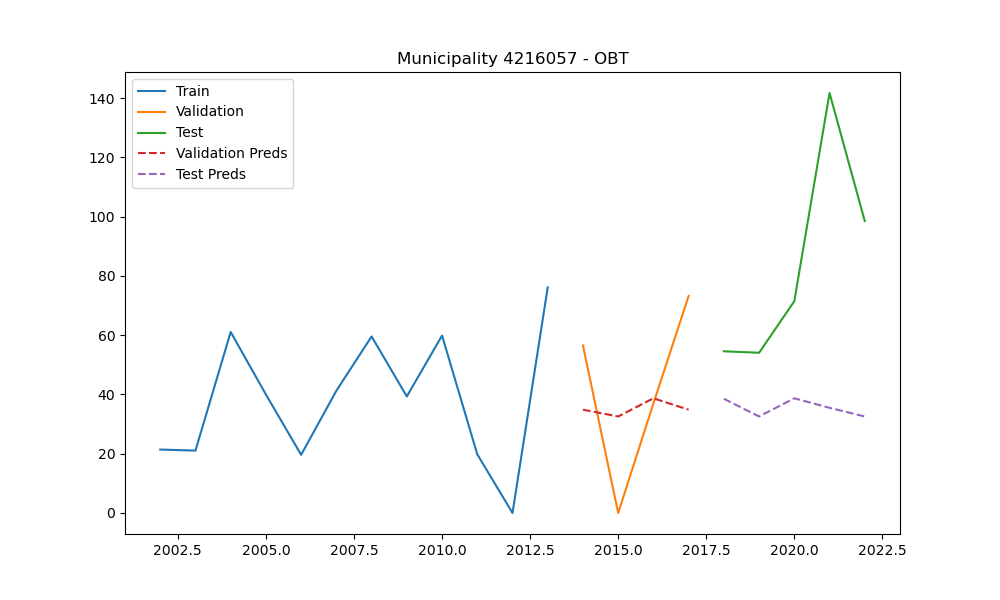 Municipality 4216057 - OBT
Train
Validation
Test
Validation Preds
Test Preds
140
120
100
80
60
40
20
0
2002.5 2005.0 2007.5 2010.0 2012.5 2015.0 2017.5 2020.0 2022.5